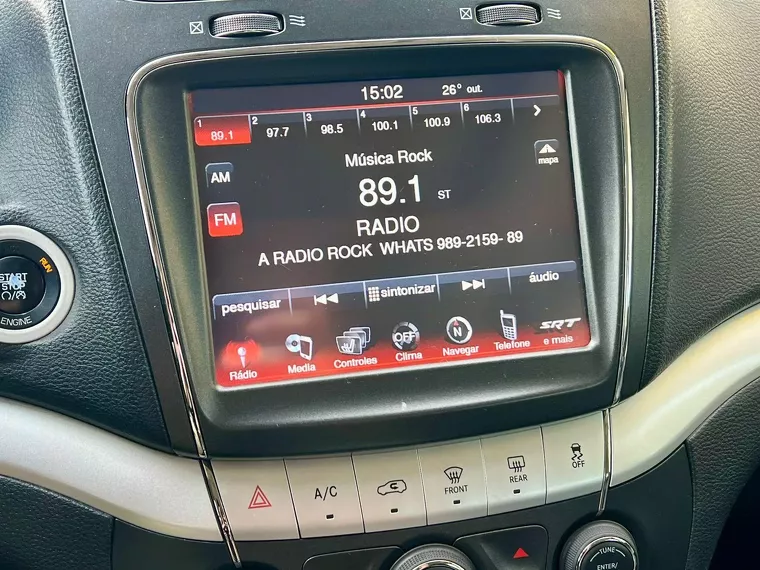 15:02 26° out.
1 89.1 2 97.7 3 98.5 4 100.1 5 100.9 6 106.3
Música Rock
mapa
AM
89.1 ST
FM
RADIO
A RADIO ROCK WHATS 989-2159- 89
pesquisar sintonizar áudio
Rádio Media Controles OFF Clima N Navegar Telefone SRT e mais
RUN
START
STOP
ENGINE
A/C FRONT REAR OFF
TUNE
ENTER/